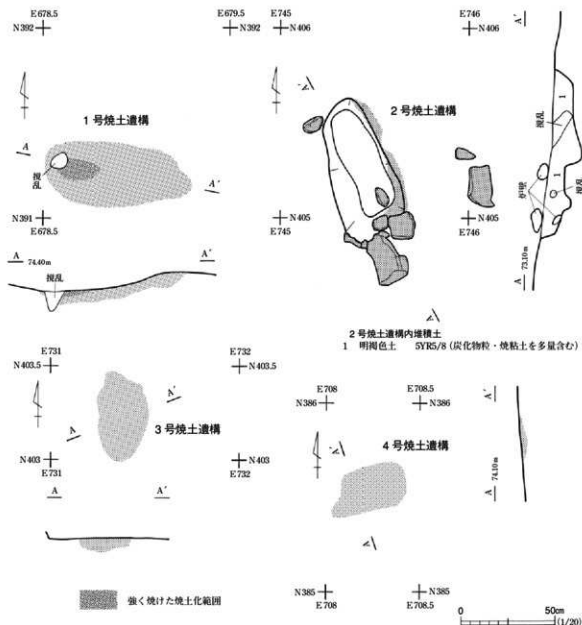 E678.5
N392
E679.5
N392
1号焼土遺構
A
撹乱
A′
N391
E678.5
A
74.40m
撹乱
A′
E745
N406
E746
N406
2号焼土遺構
N405
E745
N405
E746
A′
1
撹乱
炉壁
1
撹乱
A
73.10m
2号焼土遺構内堆積土
1 明褐色土 5YR5/8 (炭化物粒・焼粘土を多量含む)
E731
N403.5
E732
N403.5
A′
A
3号焼土遺構
N403
E731
N403
E732
A
A′
E708
N386
E708.5
N386
A′
4号焼土遺構
A
N385
E708
N385
E708.5
A′
A
74.10m
強く焼けた焼土化範囲
0
50cm
(1/20)